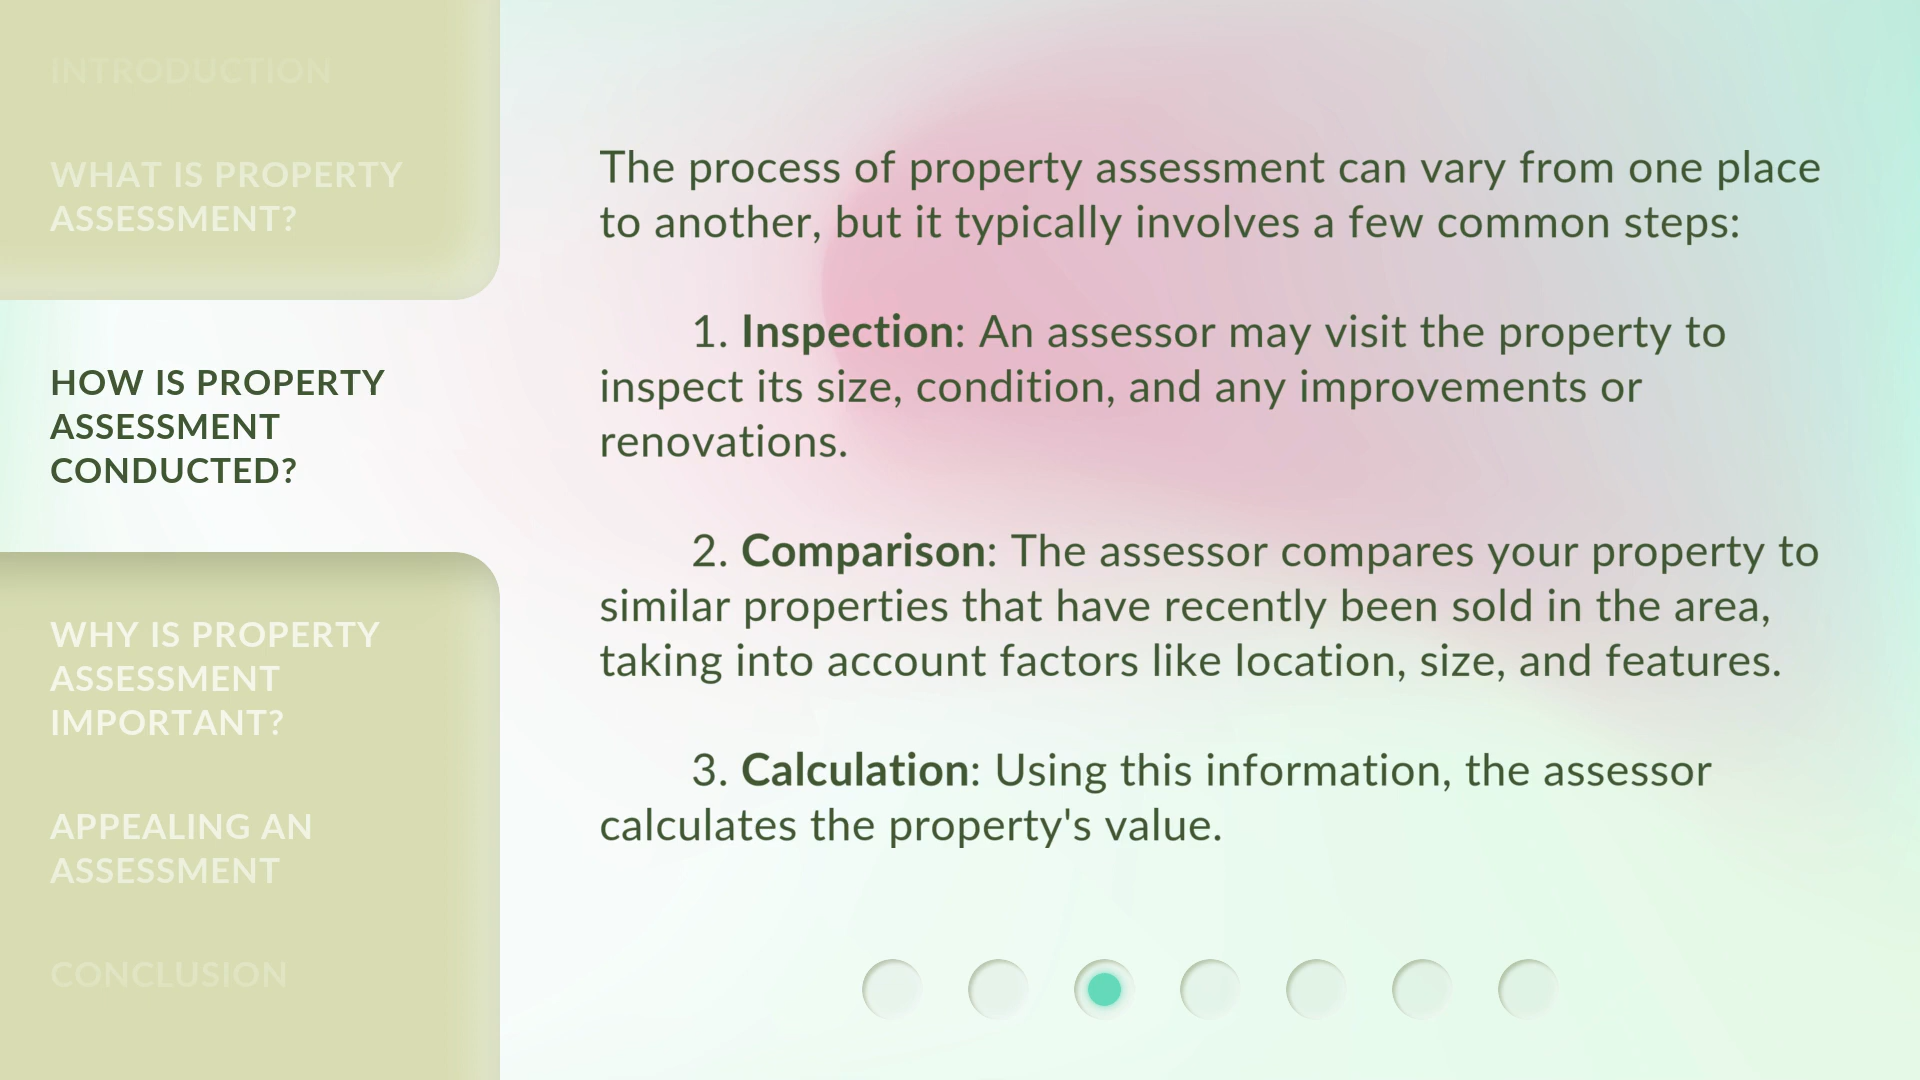 INTRODUCTION
WHAT IS PROPERTY
ASSESSMENT?
HOW IS PROPERTY
ASSESSMENT
CONDUCTED?
WHY IS PROPERTY
ASSESSMENT
IMPORTANT?
APPEALING AN
ASSESSMENT
CONCLUSION
The process of property assessment can vary from one place
to another, but it typically involves a few common steps:
1. Inspection: An assessor may visit the property to
inspect its size, condition, and any improvements or
renovations.
2. Comparison: The assessor compares your property to
similar properties that have recently been sold in the area,
taking into account factors like location, size, and features.
3. Calculation: Using this information, the assessor
calculates the property's value.